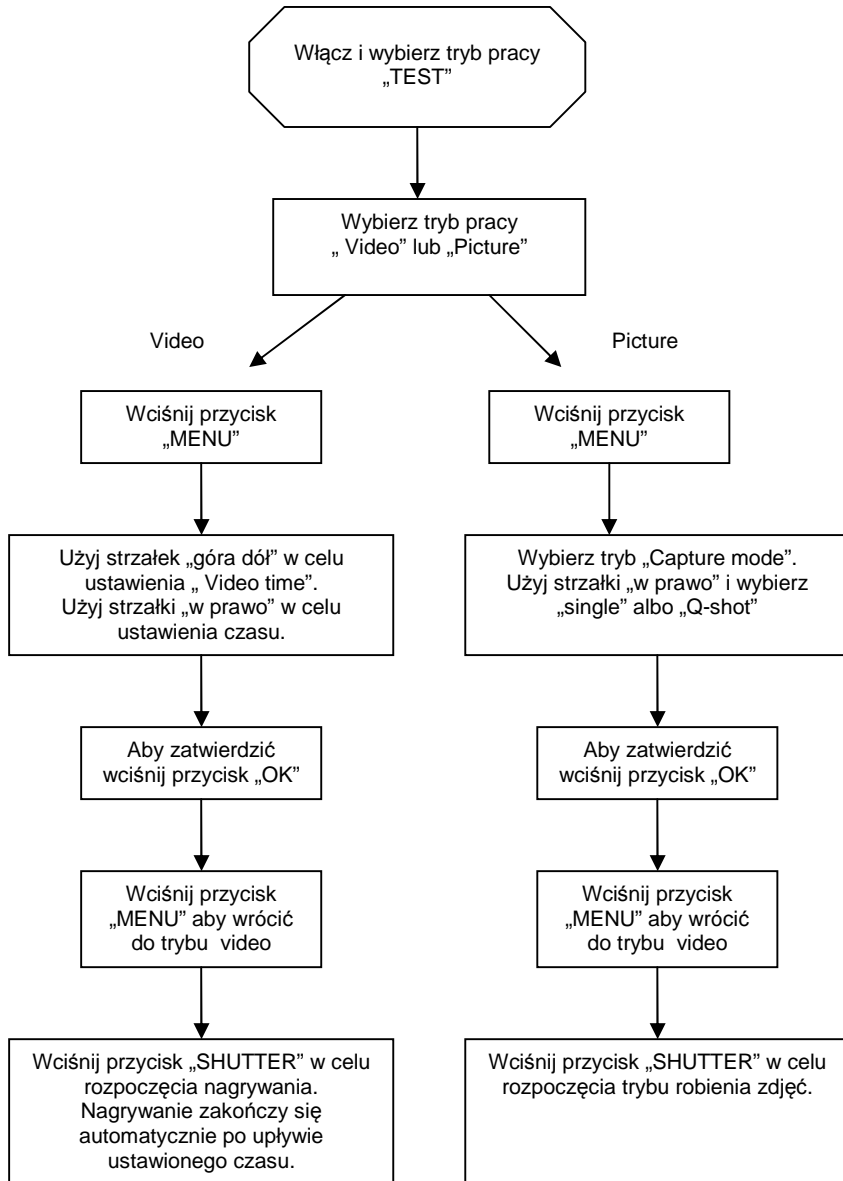 Włącz i wybierz tryb pracy
„TEST”
Wybierz tryb pracy
„ Video” lub „Picture”
Video
Picture
Wciśnij przycisk
„MENU”
Wciśnij przycisk
„MENU”
Użyj strzałek „góra dół” w celu
ustawienia „ Video time”.
Użyj strzałki „w prawo” w celu
ustawienia czasu.
Wybierz tryb „Capture mode”.
Użyj strzałki „w prawo” i wybierz
„single” albo „Q-shot”
Aby zatwierdzić
wciśnij przycisk „OK”
Aby zatwierdzić
wciśnij przycisk „OK”
Wciśnij przycisk
„MENU” aby wrócić
do trybu video
Wciśnij przycisk
„MENU” aby wrócić
do trybu video
Wciśnij przycisk „SHUTTER” w celu
rozpoczęcia nagrywania.
Nagrywanie zakończy się
automatycznie po upływie
ustawionego czasu.
Wciśnij przycisk „SHUTTER” w celu
rozpoczęcia trybu robienia zdjęć.